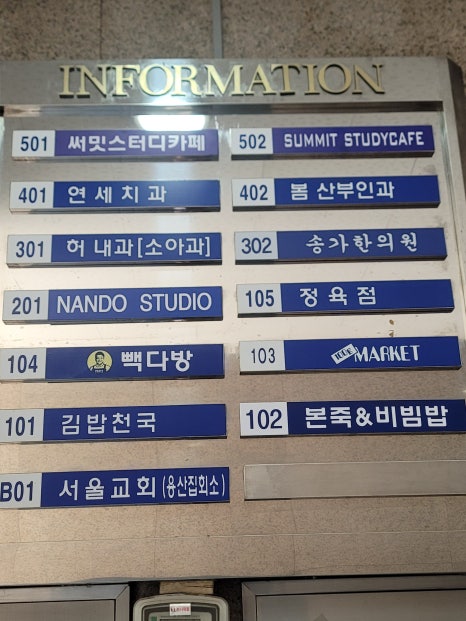 INFORMATION
501 써밋스터디카페
502 SUMMIT STUDYCAFE
401 연세치과
402 봄 산부인과
301 허 내과[소아과]
302 송가한의원
201 NANDO STUDIO
105 정육점
104 빽다방
103 MARKET
101 김밥천국
102 본죽&비빔밥
B01 서울교회(용산집회소)